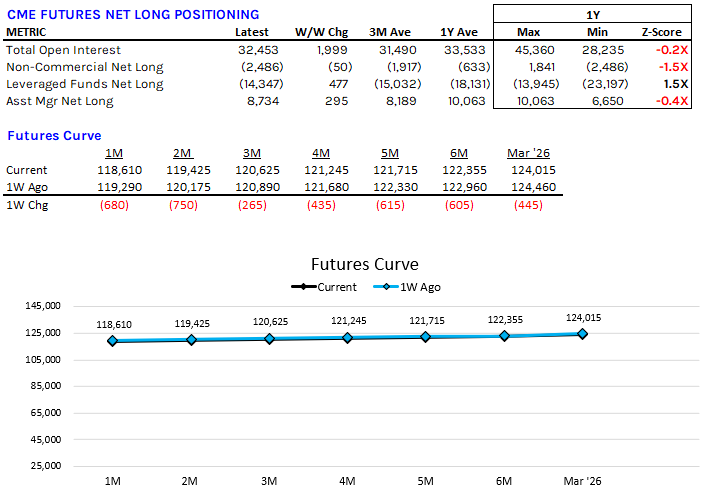 CME FUTURES NET LONG POSITIONING 1Y
METRIC Latest W/W Chg 3M Ave 1Y Ave Max Min Z-Score
Total Open Interest 32,453 1,999 31,490 33,533 45,360 28,235 -0.2X
Non-Commercial Net Long (2,486) (50) (1,917) (633) 1,841 (2,486) -1.5X
Leveraged Funds Net Long (14,347) 477 (15,032) (18,131) (13,945) (23,197) 1.5X
Asst Mgr Net Long 8,734 295 8,189 10,063 10,063 6,650 -0.4X
Futures Curve
1M 2M 3M 4M 5M 6M Mar '26
Current 118,610 119,425 120,625 121,245 121,715 122,355 124,015
1W Ago 119,290 120,175 120,890 121,680 122,330 122,960 124,460
1W Chg (680) (750) (265) (435) (615) (605) (445)
Futures Curve
Current 1W Ago
145,000
125,000
105,000
85,000
65,000
45,000
25,000
118,610 119,425 120,625 121,245 121,715 122,355 124,015
1M 2M 3M 4M 5M 6M Mar '26